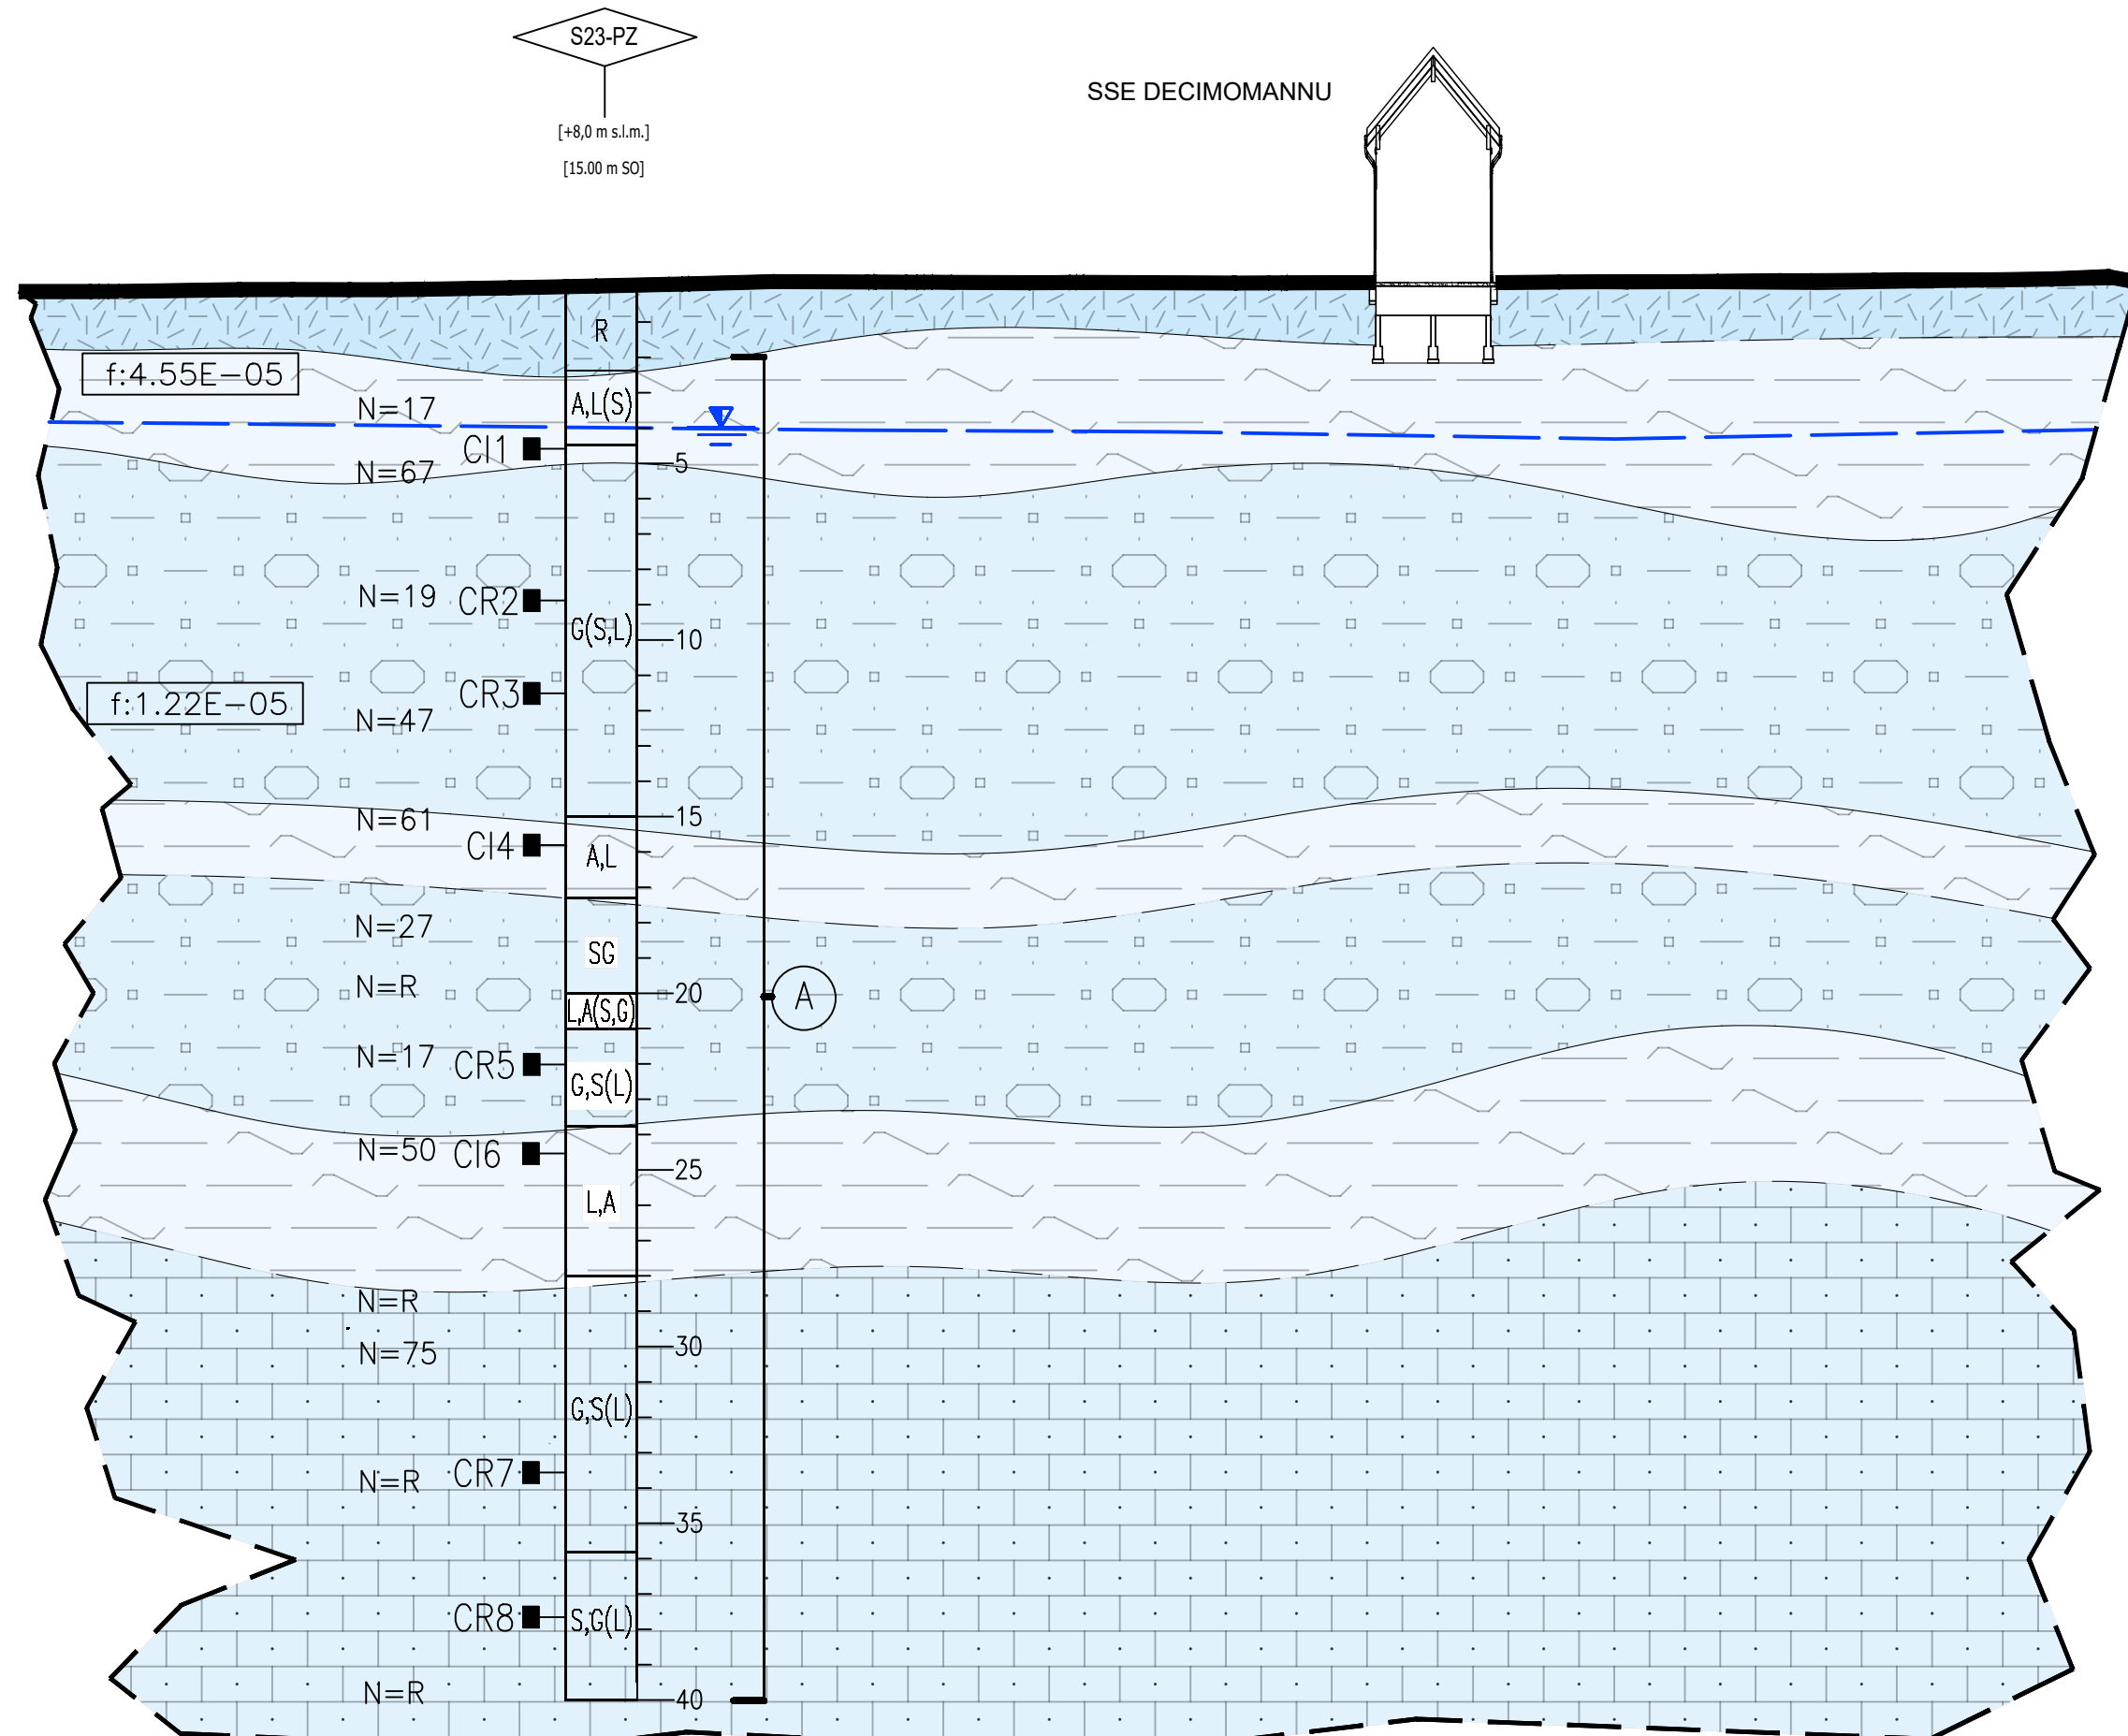 S23-PZ
[+8,0 m s.l.m.]
[15.00 m SO]
SSE DECIMOMANNU
R
f:4.55E-05
N=17
A,L(S)
CI1
N=67
5
N=19
CR2
G(S,L)
10
CR3
f:1.22E-05
N=47
15
N=61
CI4
A,L
N=27
SG
N=R
20
A
L,A(S,G)
N=17
CR5
G,S(L)
N=50
CI6
25
L,A
N=R
30
N=75
G,S(L)
CR7
N=R
35
CR8
S,G(L)
N=R
40